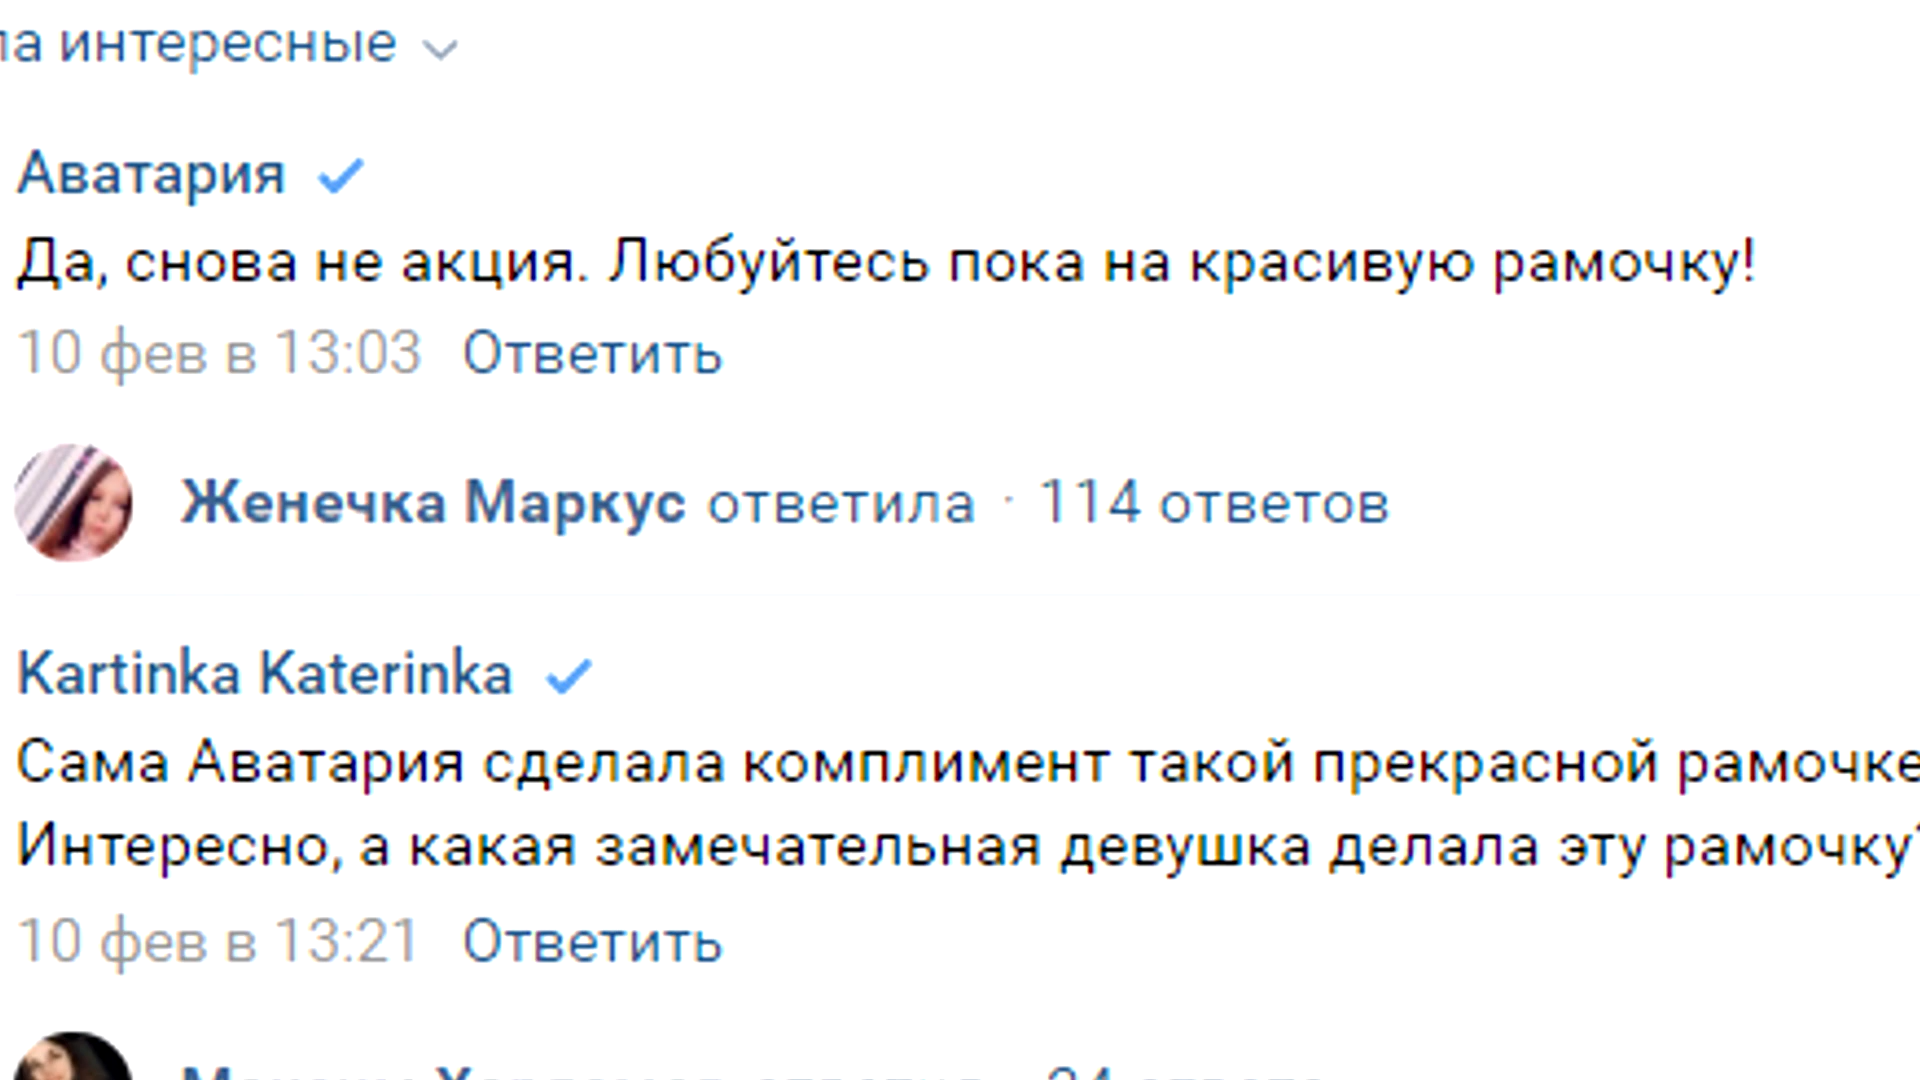 ла интересные
Аватария
Да, снова не акция. Любуйтесь пока на красивую рамочку!
10 фев в 13:03 Ответить
Женечка Маркус ответила · 114 ответов
Kartinka Katerinka
Сама Аватария сделала комплимент такой прекрасной рамочке
Интересно, а какая замечательная девушка делала эту рамочку?
10 фев в 13:21 Ответить